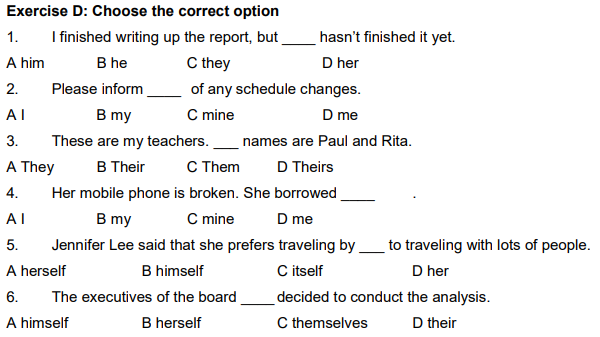 Exercise D: Choose the correct option
1. I finished writing up the report, but ____ hasn't finished it yet.
A him B he C they D her
2. Please inform ____ of any schedule changes.
A I B my C mine D me
3. These are my teachers. ___ names are Paul and Rita.
A They B Their C Them D Theirs
4. Her mobile phone is broken. She borrowed ____ .
A I B my C mine D me
5. Jennifer Lee said that she prefers traveling by ___ to traveling with lots of people.
A herself B himself C itself D her
6. The executives of the board ____ decided to conduct the analysis.
A himself B herself C themselves D their